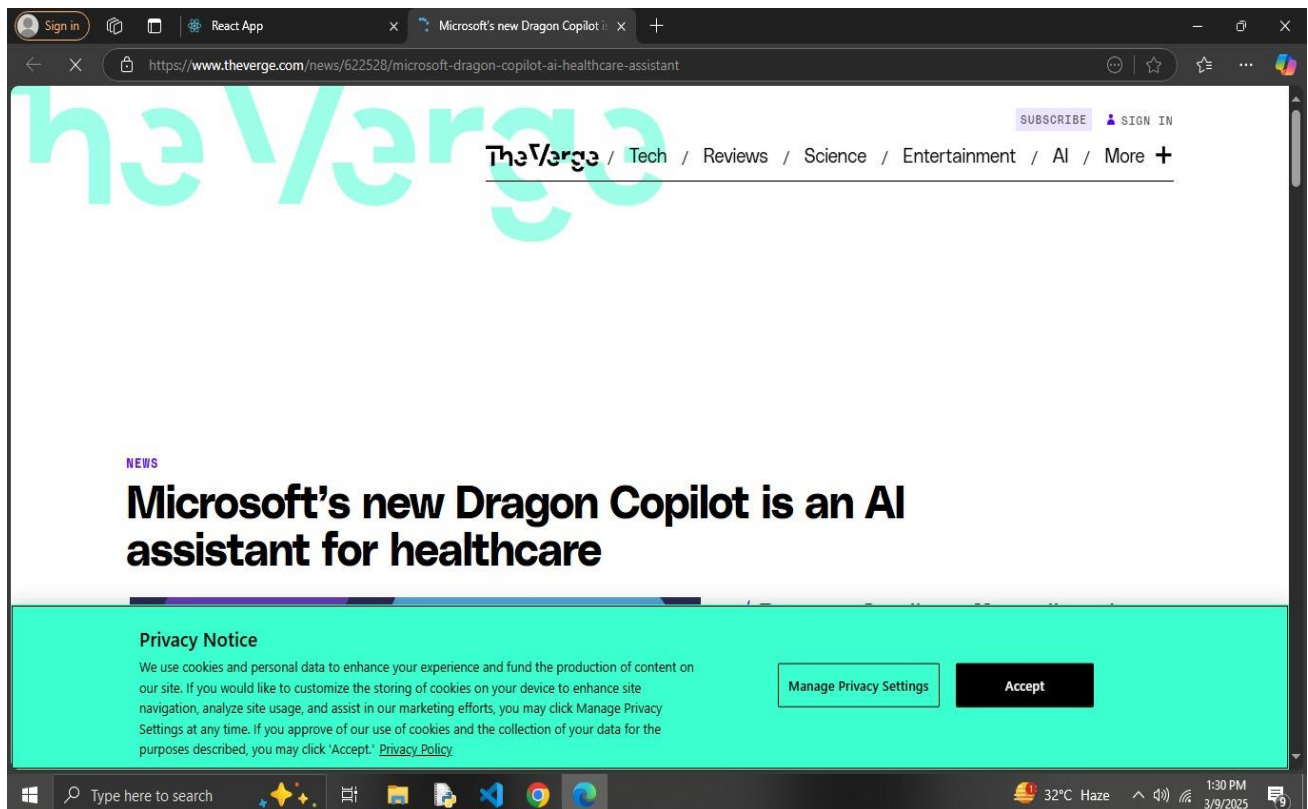 Sign in
React App
Microsoft's new Dragon Copilot i
https://www.theverge.com/news/622528/microsoft-dragon-copilot-ai-healthcare-assistant
The Verge
SUBSCRIBE
SIGN IN
The Verge / Tech / Reviews / Science / Entertainment / AI / More +
NEWS
Microsoft’s new Dragon Copilot is an AI
assistant for healthcare
Privacy Notice
We use cookies and personal data to enhance your experience and fund the production of content on
our site. If you would like to customize the storing of cookies on your device to enhance site
navigation, analyze site usage, and assist in our marketing efforts, you may click Manage Privacy
Settings at any time. If you approve of our use of cookies and the collection of your data for the
purposes described, you may click 'Accept.' Privacy Policy
Manage Privacy Settings
Accept
Type here to search
32°C Haze
1:30 PM
3/9/2025
9